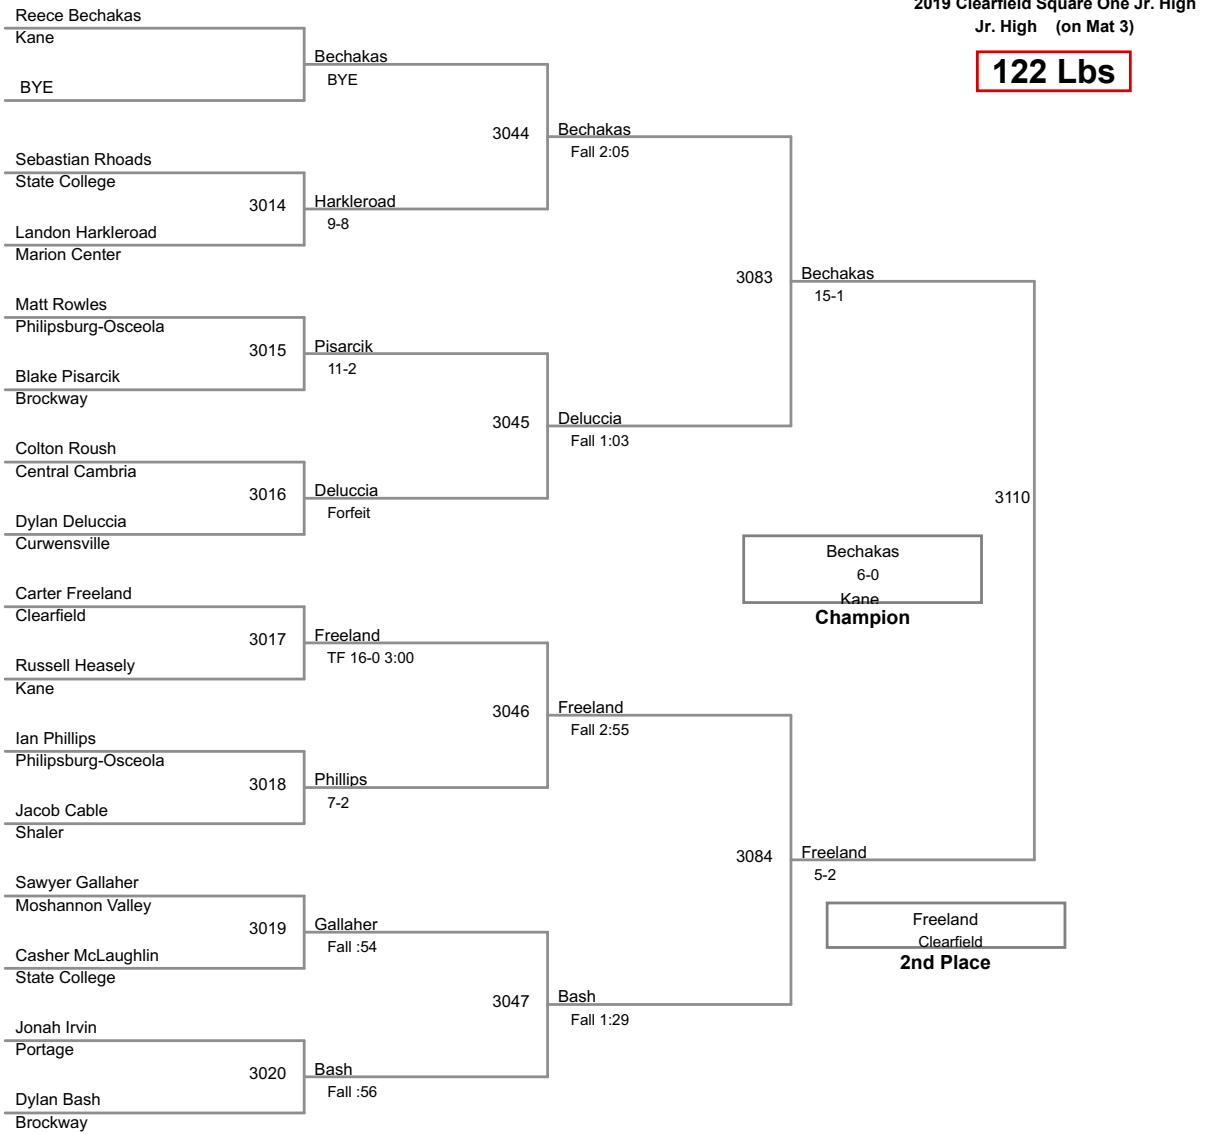 2019 Clearfield Square One Jr. High
Jr. High (on Mat 3)
122 Lbs
Reece Bechakas
Kane
BYE
Sebastian Rhoads
State College
Landon Harkleroad
Marion Center
Matt Rowles
Philipsburg-Osceola
Blake Pisarcik
Brockway
Colton Roush
Central Cambria
Dylan Deluccia
Curwensville
Carter Freeland
Clearfield
Russell Heasely
Kane
Ian Phillips
Philipsburg-Osceola
Jacob Cable
Shaler
Sawyer Gallaher
Moshannon Valley
Casher McLaughlin
State College
Jonah Irvin
Portage
Dylan Bash
Brockway
3014
3015
3016
3017
3018
3019
3020
Bechakas
BYE
Harkleroad
9-8
Pisarcik
11-2
Deluccia
Forfeit
Freeland
TF 16-0 3:00
Phillips
7-2
Gallaher
Fall :54
Bash
Fall :56
3044
3045
3046
3047
Bechakas
Fall 2:05
Deluccia
Fall 1:03
Freeland
Fall 2:55
Bash
Fall 1:29
3083
3084
Bechakas
15-1
Freeland
5-2
3110
Bechakas
6-0
Kane
Champion
Freeland
Clearfield
2nd Place